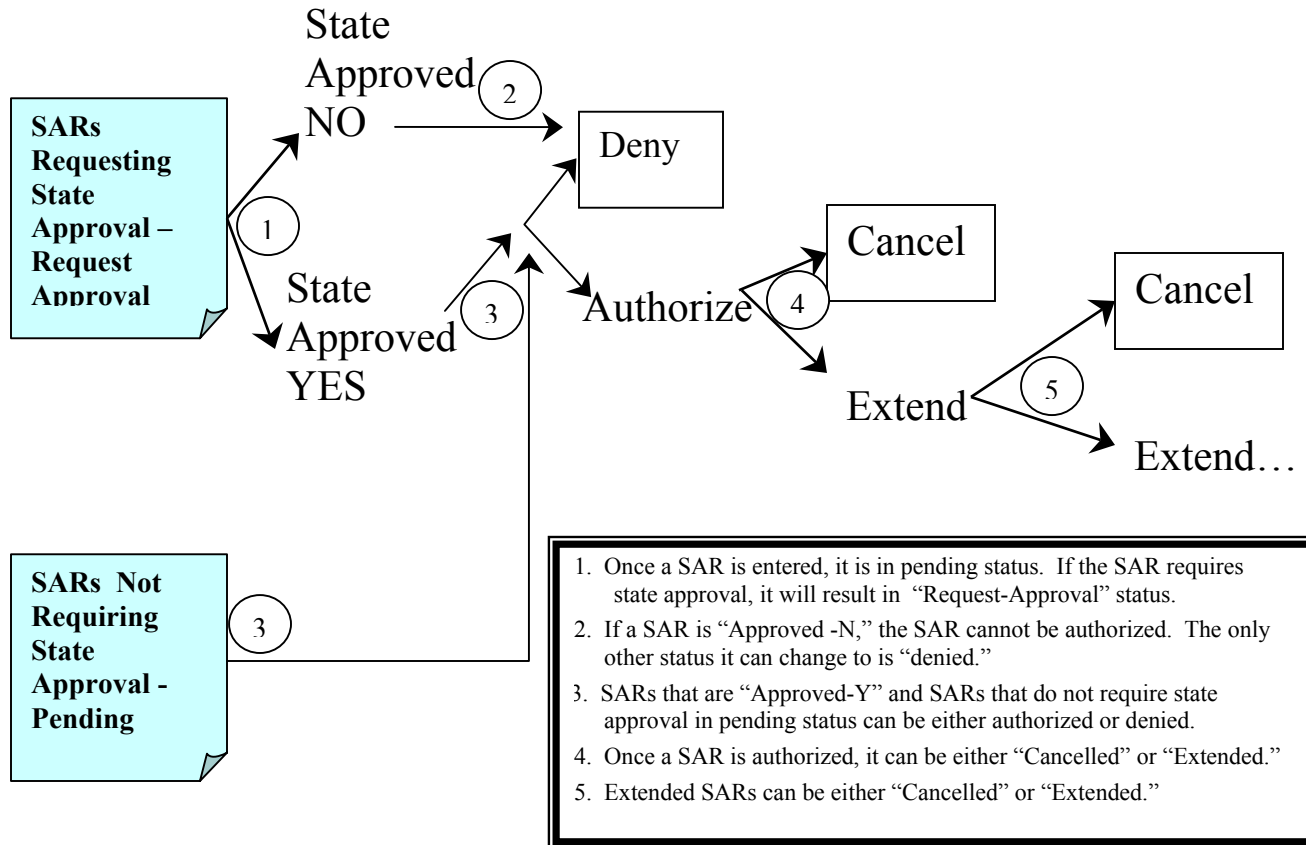 State
Approved
NO
2
Deny
SARs
Requesting
State
Approval –
Request
Approval
1
State
Approved
YES
3
Authorize
4
Cancel
Extend
5
Cancel
Extend…
SARs Not
Requiring
State
Approval -
Pending
3
1. Once a SAR is entered, it is in pending status. If the SAR requires
state approval, it will result in “Request-Approval” status.
2. If a SAR is “Approved -N,” the SAR cannot be authorized. The only
other status it can change to is “denied.”
3. SARs that are “Approved-Y” and SARs that do not require state
approval in pending status can be either authorized or denied.
4. Once a SAR is authorized, it can be either “Cancelled” or “Extended.”
5. Extended SARs can be either “Cancelled” or “Extended.”